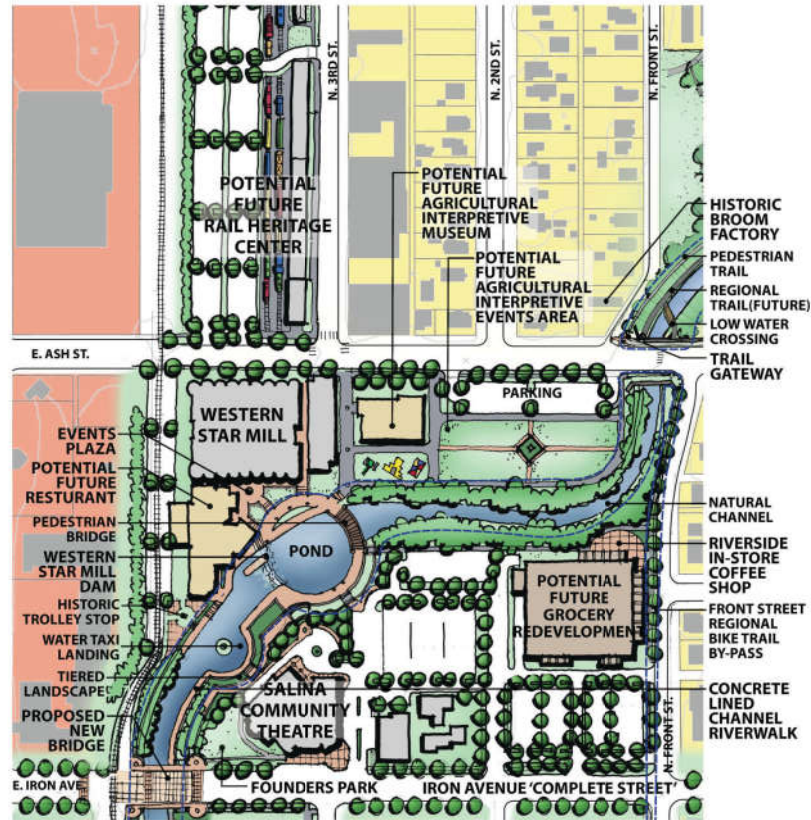 N. 3RD ST.
N. 2ND ST.
N. FRONT ST.
POTENTIAL
FUTURE
RAIL HERITAGE
CENTER
POTENTIAL
FUTURE
AGRICULTURAL
INTERPRETIVE
MUSEUM
POTENTIAL
FUTURE
AGRICULTURAL
INTERPRETIVE
EVENTS AREA
HISTORIC
BROOM
FACTORY
PEDESTRIAN
TRAIL
REGIONAL
TRAIL(FUTURE)
LOW WATER
CROSSING
TRAIL
GATEWAY
E. ASH ST.
PARKING
WESTERN
STAR MILL
EVENTS
PLAZA
POTENTIAL
FUTURE
RESTURANT
PEDESTRIAN
BRIDGE
WESTERN
STAR MILL
DAM
HISTORIC
TROLLEY STOP
WATER TAXI
LANDING
TIERED
LANDSCAPE
PROPOSED
NEW
BRIDGE
POND
NATURAL
CHANNEL
RIVERSIDE
IN-STORE
COFFEE
SHOP
POTENTIAL
FUTURE
GROCERY
REDEVELOPMENT
FRONT STREET
REGIONAL
BIKE TRAIL
BY-PASS
CONCRETE
LINED
CHANNEL
RIVERWALK
SALINA
COMMUNITY
THEATRE
N. FRONT ST.
E. IRON AVE
FOUNDERS PARK
IRON AVENUE 'COMPLETE STREET'